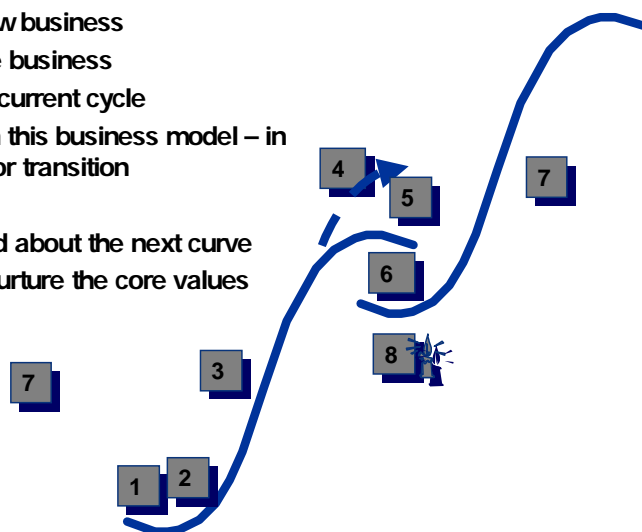 w business
e business
current cycle
this business model – in
or transition
d about the next curve
urture the core values
4
5
7
6
8
3
7
2
1